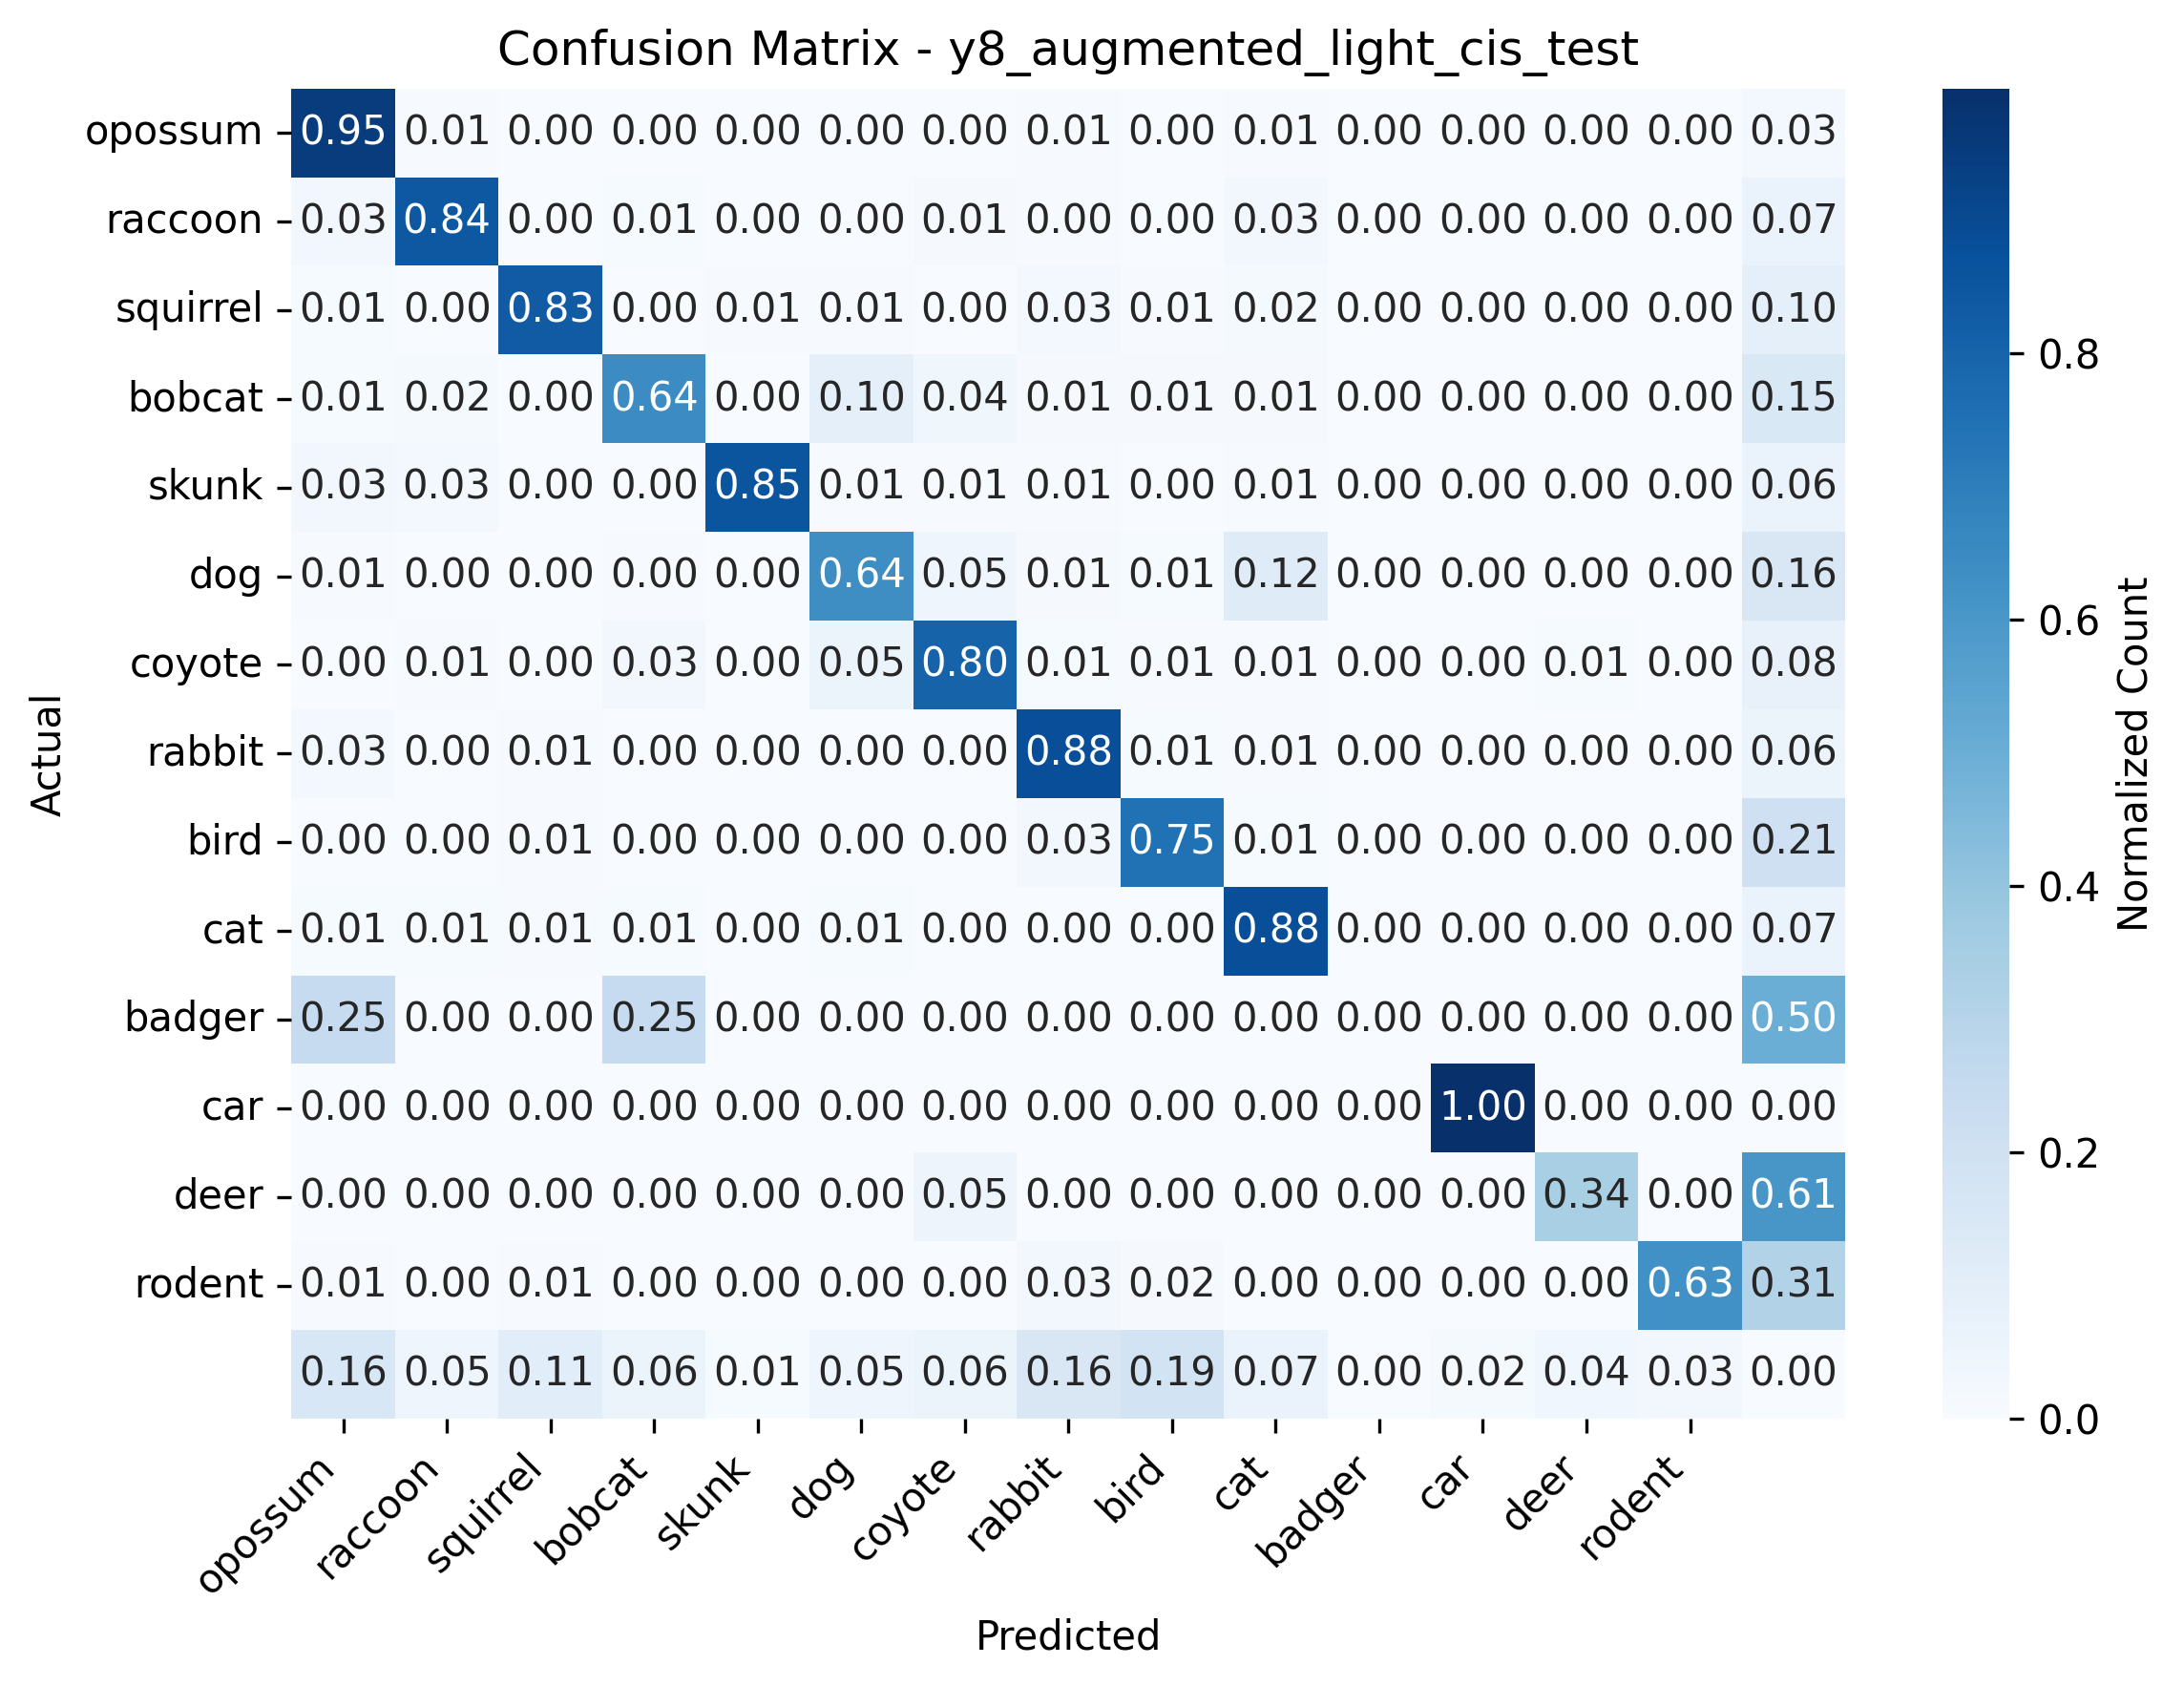 Confusion Matrix - y8_augmented_light_cis_test
opossum 0.95 0.01 0.00 0.00 0.00 0.00 0.00 0.01 0.00 0.01 0.00 0.00 0.00 0.00 0.03
raccoon 0.03 0.84 0.00 0.01 0.00 0.00 0.01 0.00 0.00 0.03 0.00 0.00 0.00 0.00 0.07
squirrel 0.01 0.00 0.83 0.00 0.01 0.01 0.00 0.03 0.01 0.02 0.00 0.00 0.00 0.00 0.10
bobcat 0.01 0.02 0.00 0.64 0.00 0.10 0.04 0.01 0.01 0.01 0.00 0.00 0.00 0.00 0.15
skunk 0.03 0.03 0.00 0.00 0.85 0.01 0.01 0.01 0.00 0.01 0.00 0.00 0.00 0.00 0.06
dog 0.01 0.00 0.00 0.00 0.00 0.64 0.05 0.01 0.01 0.12 0.00 0.00 0.00 0.00 0.16
coyote 0.00 0.01 0.00 0.03 0.00 0.05 0.80 0.01 0.01 0.01 0.00 0.00 0.01 0.00 0.08
rabbit 0.03 0.00 0.01 0.00 0.00 0.00 0.00 0.88 0.01 0.01 0.00 0.00 0.00 0.00 0.06
bird 0.00 0.00 0.01 0.00 0.00 0.00 0.00 0.03 0.75 0.01 0.00 0.00 0.00 0.00 0.21
cat 0.01 0.01 0.01 0.01 0.00 0.01 0.00 0.00 0.00 0.88 0.00 0.00 0.00 0.00 0.07
badger 0.25 0.00 0.00 0.25 0.00 0.00 0.00 0.00 0.00 0.00 0.00 0.00 0.00 0.00 0.50
car 0.00 0.00 0.00 0.00 0.00 0.00 0.00 0.00 0.00 0.00 0.00 1.00 0.00 0.00 0.00
deer 0.00 0.00 0.00 0.00 0.00 0.00 0.05 0.00 0.00 0.00 0.00 0.00 0.34 0.00 0.61
rodent 0.01 0.00 0.01 0.00 0.00 0.00 0.00 0.03 0.02 0.00 0.00 0.00 0.00 0.63 0.31
0.16 0.05 0.11 0.06 0.01 0.05 0.06 0.16 0.19 0.07 0.00 0.02 0.04 0.03 0.00
opossum raccoon squirrel bobcat skunk dog coyote rabbit bird cat badger car deer rodent
Predicted
Actual
0.8
0.6
0.4
0.2
0.0
Normalized Count